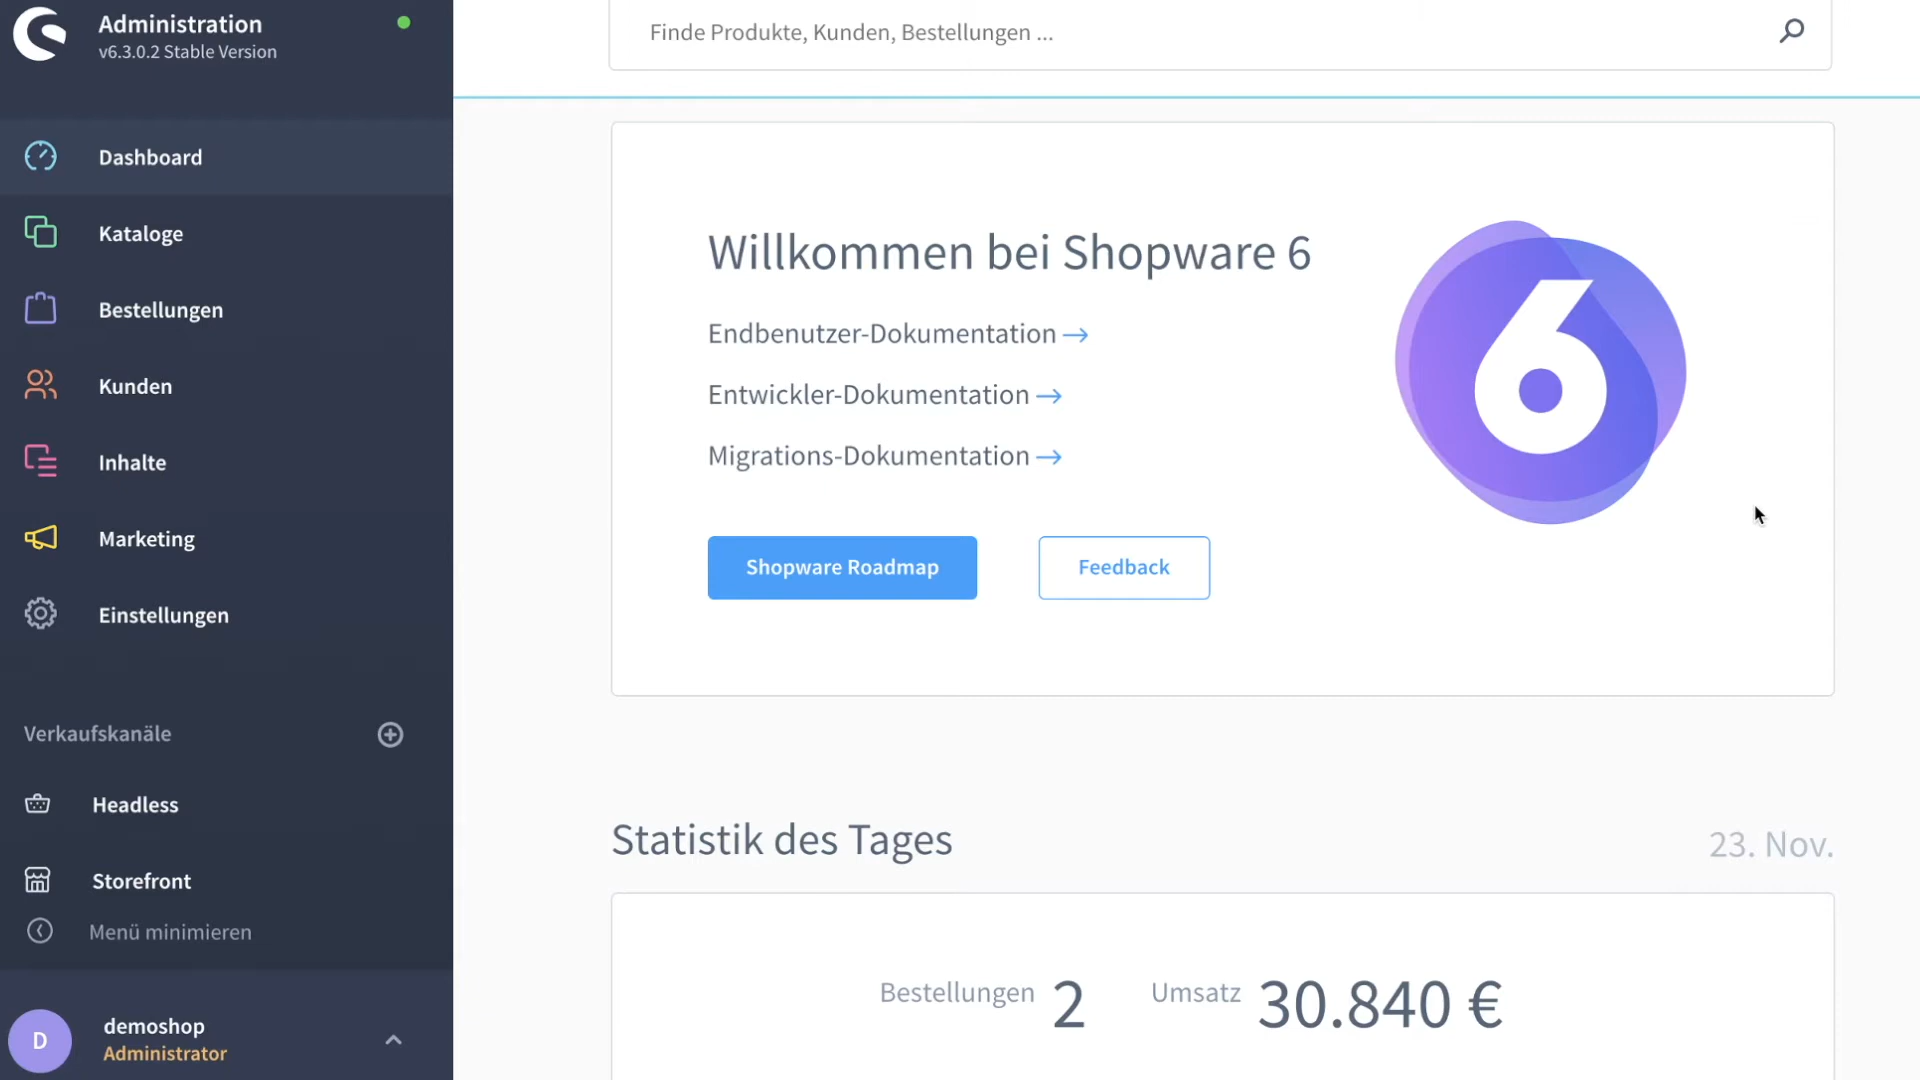 Administration
v6.3.0.2 Stable Version
Dashboard
Kataloge
Bestellungen
Kunden
Inhalte
Marketing
Einstellungen
Verkaufskanäle
Headless
Storefront
Menü minimieren
D
demoshop
Administrator
Finde Produkte, Kunden, Bestellungen ...
Willkommen bei Shopware 6
Endbenutzer-Dokumentation →
Entwickler-Dokumentation →
Migrations-Dokumentation →
Shopware Roadmap
Feedback
6
Statistik des Tages
23. Nov.
Bestellungen 2
Umsatz 30.840 €